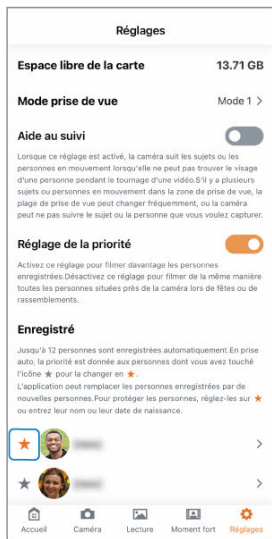 Réglages
Espace libre de la carte 13.71 GB
Mode prise de vue Mode 1 >
Aide au suivi
Lorsque ce réglage est activé, la caméra suit les sujets ou les
personnes en mouvement lorsqu'elle ne peut pas trouver le visage
d'une personne pendant le tournage d'une vidéo.S'il y a plusieurs
sujets ou personnes en mouvement dans la zone de prise de vue, la
plage de prise de vue peut changer fréquemment, ou la caméra
peut ne pas suivre le sujet ou la personne que vous voulez capturer.
Réglage de la priorité
Activez ce réglage pour filmer davantage les personnes
enregistrées.Désactivez ce réglage pour filmer de la même manière
toutes les personnes situées près de la caméra lors de fêtes ou de
rassemblements.
Enregistré
Jusqu'à 12 personnes sont enregistrées automatiquement.En prise
auto, la priorité est donnée aux personnes dont vous avez touché
l'icône ★ pour la changer en ★.
L'application peut remplacer les personnes enregistrées par de
nouvelles personnes.Pour protéger les personnes, réglez-les sur ★
ou entrez leur nom ou leur date de naissance.
Accueil Caméra Lecture Moment fort Réglages